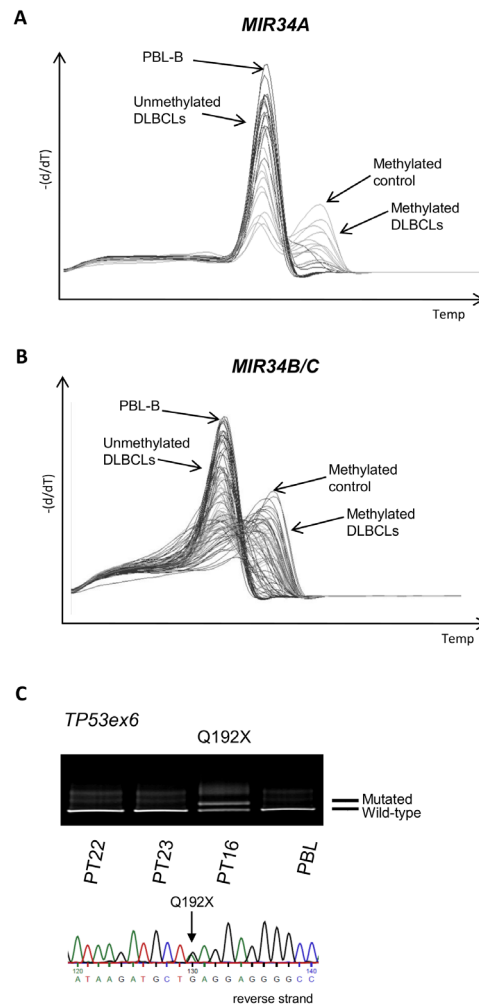 A
MIR34A
PBL-B
Unmethylated
DLBCLs
Methylated
control
Methylated
DLBCLs
-(d/dT)
Temp
B
MIR34B/C
PBL-B
Unmethylated
DLBCLs
Methylated
control
Methylated
DLBCLs
-(d/dT)
Temp
C
TP53ex6
Q192X
Mutated
Wild-type
PT22 PT23 PT16 PBL
Q192X
120 130 140
A T A A G A T G C T G A G G A G G G G C C
reverse strand